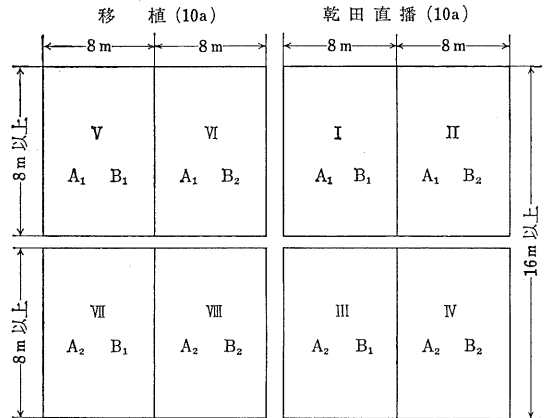 移植 (10a) 乾田直播 (10a)
8 m 8 m 8 m 8 m
8 m 以上
V VI I II
A₁ B₁ A₁ B₂ A₁ B₁ A₁ B₂
16 m 以上
8 m 以上
VII VIII III IV
A₂ B₁ A₂ B₂ A₂ B₁ A₂ B₂